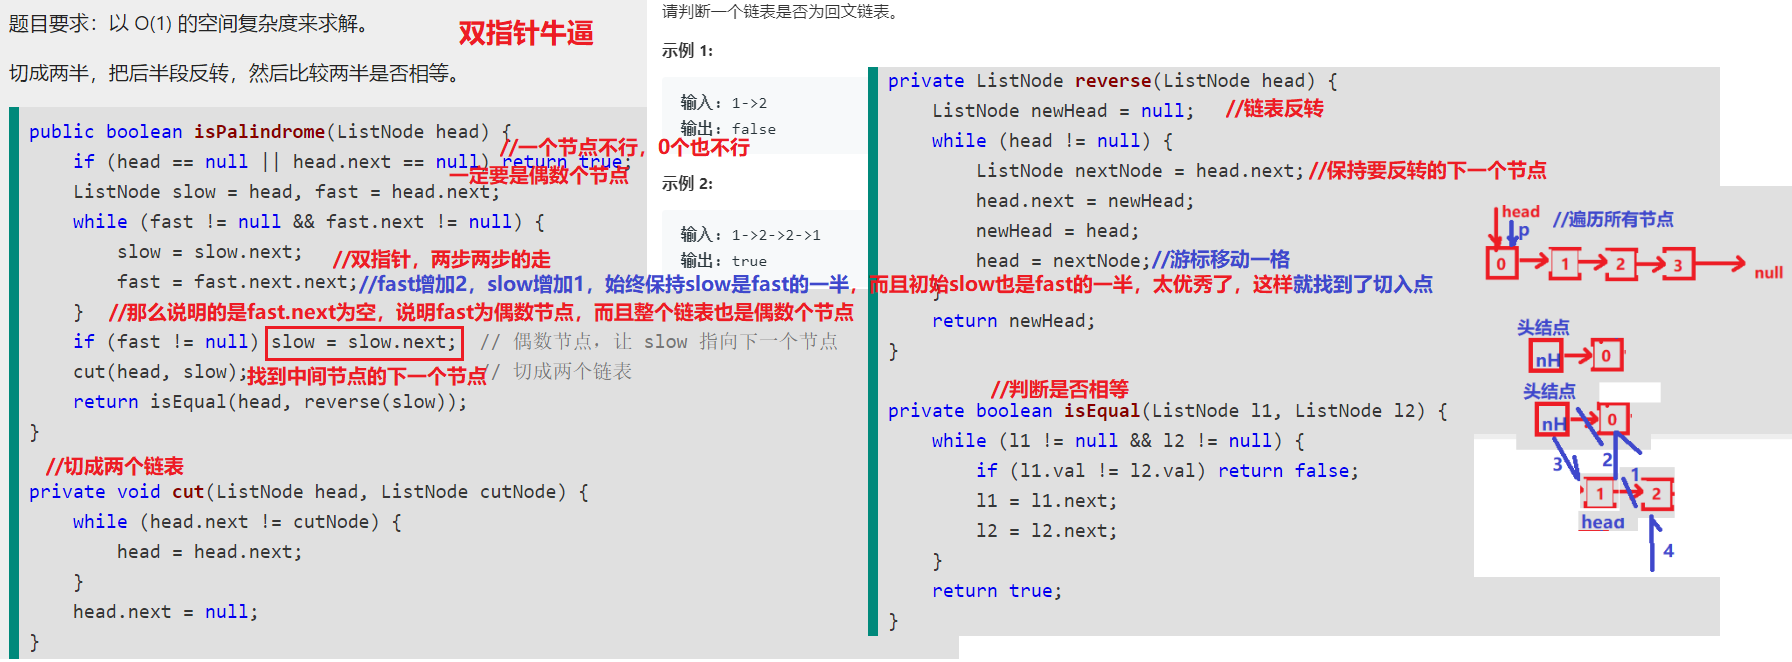 题目要求：以 O(1) 的空间复杂度来求解。
双指针牛逼
切成两半，把后半段反转，然后比较两半是否相等。
public boolean isPalindrome(ListNode head) {
//一个节点不行，0个也不行
if (head == null || head.next == null) return true;
一定要是偶数个节点
ListNode slow = head, fast = head.next;
while (fast != null && fast.next != null) {
slow = slow.next;
//双指针，两步两步的走
fast = fast.next.next;
//fast增加2，slow增加1，始终保持slow是fast的一半，而且初始slow也是fast的一半，太优秀了，这样就找到了切入点
} //那么说明的是fast.next为空，说明fast为偶数节点，而且整个链表也是偶数个节点
if (fast != null) slow = slow.next; // 偶数节点，让 slow 指向下一个节点
cut(head, slow); 找到中间节点的下一个节点 // 切成两个链表
return isEqual(head, reverse(slow));
}
//切成两个链表
private void cut(ListNode head, ListNode cutNode) {
while (head.next != cutNode) {
head = head.next;
}
head.next = null;
}
请判断一个链表是否为回文链表。
示例 1:
输入: 1->2
输出: false
示例 2:
输入: 1->2->2->1
输出: true
private ListNode reverse(ListNode head) {
ListNode newHead = null; //链表反转
while (head != null) {
ListNode nextNode = head.next; //保持要反转的下一个节点
head.next = newHead;
newHead = head;
head = nextNode; //游标移动一格
}
return newHead;
}
//判断是否相等
private boolean isEqual(ListNode l1, ListNode l2) {
while (l1 != null && l2 != null) {
if (l1.val != l2.val) return false;
l1 = l1.next;
l2 = l2.next;
}
return true;
}
head
p
//遍历所有节点
0 1 2 3 null
头结点
nH 0
头结点
nH 0
3 2 1
1 2
head
4